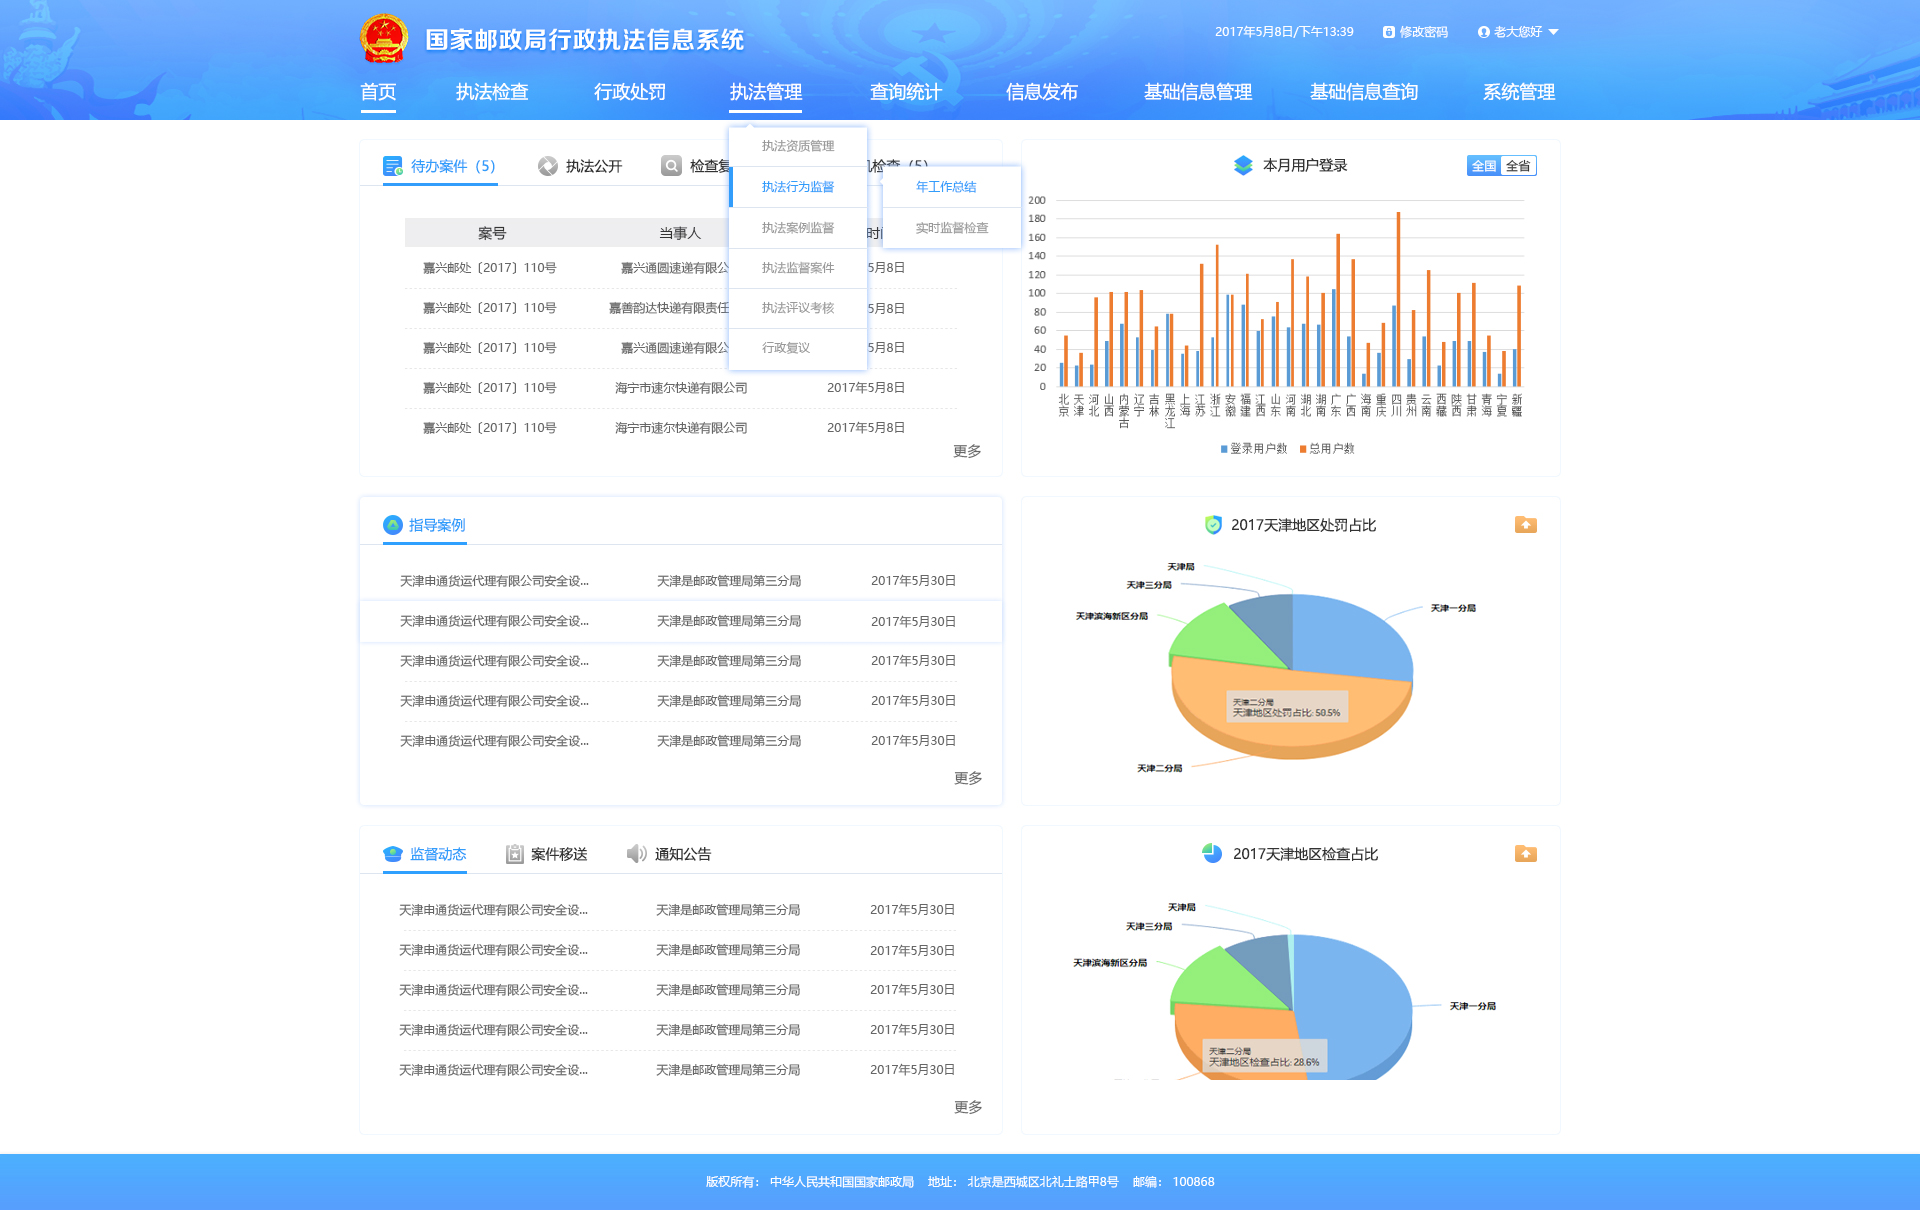 国家邮政局行政执法信息系统
2017年5月8日/下午13:39 修改密码 老大您好
首页 执法检查 行政处罚 执法管理 查询统计 信息发布 基础信息管理 基础信息查询 系统管理
执法资质管理
执法行为监督
执法案例监督
执法监督案件
执法评议考核
行政复议
年工作总结
实时监督检查
待办案件（5） 执法公开 检查复 检查（5）
案号 当事人 时间
嘉兴邮处〔2017〕110号 嘉兴通圆速递有限公 5月8日
嘉兴邮处〔2017〕110号 嘉善韵达快递有限责任 5月8日
嘉兴邮处〔2017〕110号 嘉兴通圆速递有限公 5月8日
嘉兴邮处〔2017〕110号 海宁市速尔快递有限公司 2017年5月8日
嘉兴邮处〔2017〕110号 海宁市速尔快递有限公司 2017年5月8日
更多
本月用户登录
全国 全省
200
180
160
140
120
100
80
60
40
20
0
北京 天津 河北 山西 内蒙古 辽宁 吉林 黑龙江 上海 江苏 浙江 安徽 福建 江西 山东 河南 湖北 湖南 广东 广西 海南 重庆 四川 贵州 云南 西藏 陕西 甘肃 青海 宁夏 新疆
登录用户数 总用户数
指导案例
天津申通货运代理有限公司安全设... 天津是邮政管理局第三分局 2017年5月30日
天津申通货运代理有限公司安全设... 天津是邮政管理局第三分局 2017年5月30日
天津申通货运代理有限公司安全设... 天津是邮政管理局第三分局 2017年5月30日
天津申通货运代理有限公司安全设... 天津是邮政管理局第三分局 2017年5月30日
天津申通货运代理有限公司安全设... 天津是邮政管理局第三分局 2017年5月30日
更多
2017天津地区处罚占比
天津局
天津三分局
天津滨海新区分局
天津一分局
天津二分局
天津地区处罚占比: 50.5%
天津二分局
监督动态 案件移送 通知公告
天津申通货运代理有限公司安全设... 天津是邮政管理局第三分局 2017年5月30日
天津申通货运代理有限公司安全设... 天津是邮政管理局第三分局 2017年5月30日
天津申通货运代理有限公司安全设... 天津是邮政管理局第三分局 2017年5月30日
天津申通货运代理有限公司安全设... 天津是邮政管理局第三分局 2017年5月30日
天津申通货运代理有限公司安全设... 天津是邮政管理局第三分局 2017年5月30日
更多
2017天津地区检查占比
天津局
天津三分局
天津滨海新区分局
天津一分局
天津二分局
天津地区检查占比: 28.6%
版权所有： 中华人民共和国国家邮政局 地址： 北京是西城区北礼士路甲8号 邮编： 100868